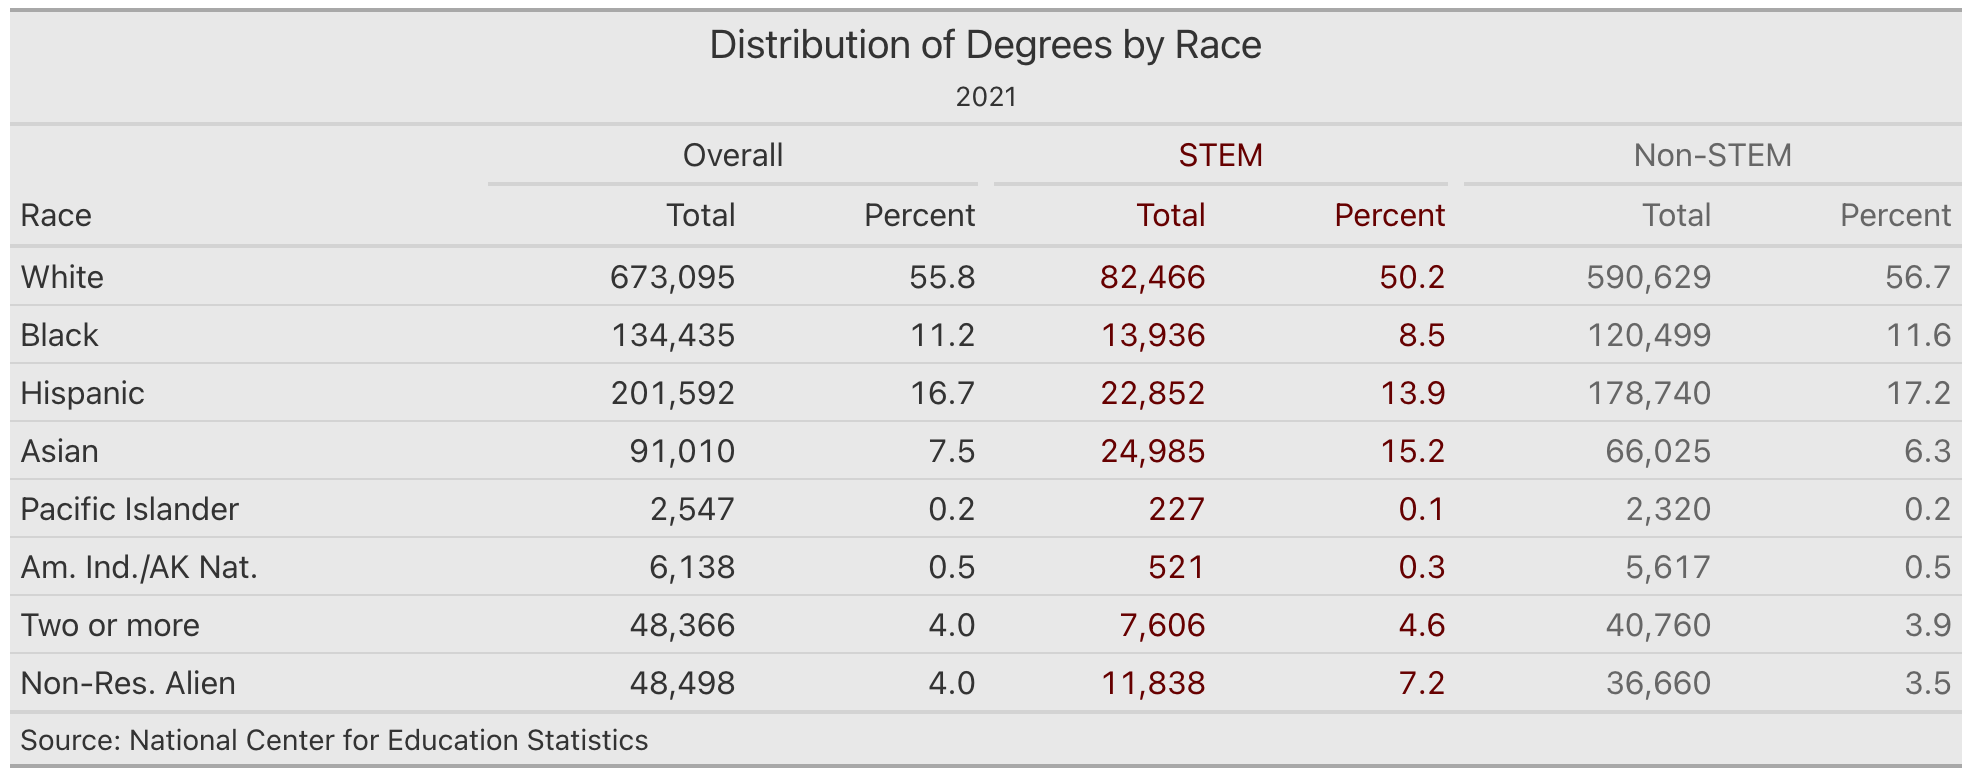 Distribution of Degrees by Race
2021
Overall STEM Non-STEM
Race Total Percent Total Percent Total Percent
White 673,095 55.8 82,466 50.2 590,629 56.7
Black 134,435 11.2 13,936 8.5 120,499 11.6
Hispanic 201,592 16.7 22,852 13.9 178,740 17.2
Asian 91,010 7.5 24,985 15.2 66,025 6.3
Pacific Islander 2,547 0.2 227 0.1 2,320 0.2
Am. Ind./AK Nat. 6,138 0.5 521 0.3 5,617 0.5
Two or more 48,366 4.0 7,606 4.6 40,760 3.9
Non-Res. Alien 48,498 4.0 11,838 7.2 36,660 3.5
Source: National Center for Education Statistics